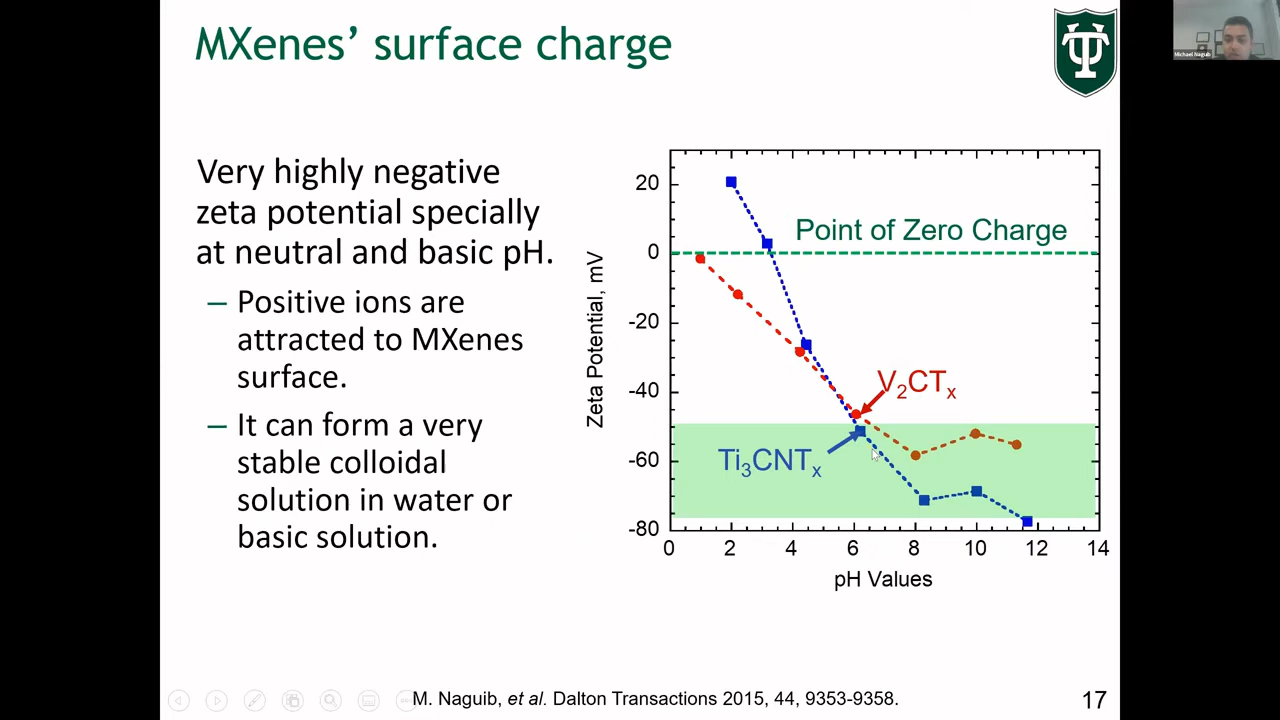 MXenes’ surface charge
Michael Naguib
Very highly negative
zeta potential specially
at neutral and basic pH.
– Positive ions are
attracted to MXenes
surface.
– It can form a very
stable colloidal
solution in water or
basic solution.
Zeta Potential, mV
20
0
-20
-40
-60
-80
Point of Zero Charge
V₂CTₓ
Ti₃CNTₓ
0 2 4 6 8 10 12 14
pH Values
M. Naguib, et al. Dalton Transactions 2015, 44, 9353-9358.
17